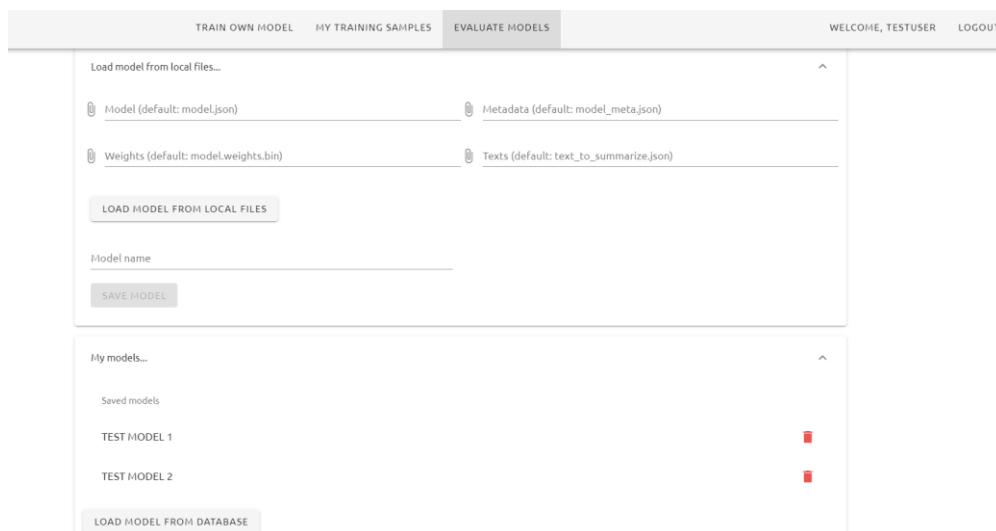 TRAIN OWN MODEL MY TRAINING SAMPLES EVALUATE MODELS WELCOME, TESTUSER LOGOUT
Load model from local files...
Model (default: model.json) Metadata (default: model_meta.json)
Weights (default: model.weights.bin) Texts (default: text_to_summarize.json)
LOAD MODEL FROM LOCAL FILES
Model name
SAVE MODEL
My models...
Saved models
TEST MODEL 1
TEST MODEL 2
LOAD MODEL FROM DATABASE